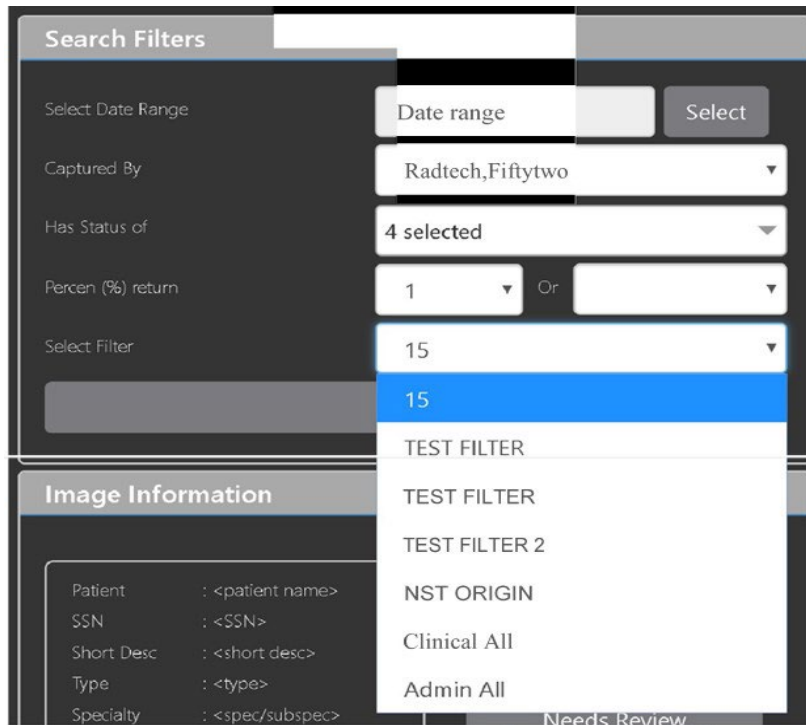 Search Filters
Select Date Range Date range Select
Captured By Radtech,Fiftytwo
Has Status of 4 selected
Percen (%) return 1 Or
Select Filter 15
15
TEST FILTER
TEST FILTER
TEST FILTER 2
NST ORIGIN
Clinical All
Admin All
Image Information
Patient : <patient name>
SSN : <SSN>
Short Desc : <short desc>
Type : <type>
Specialty : <spec/subspec>
Needs Review